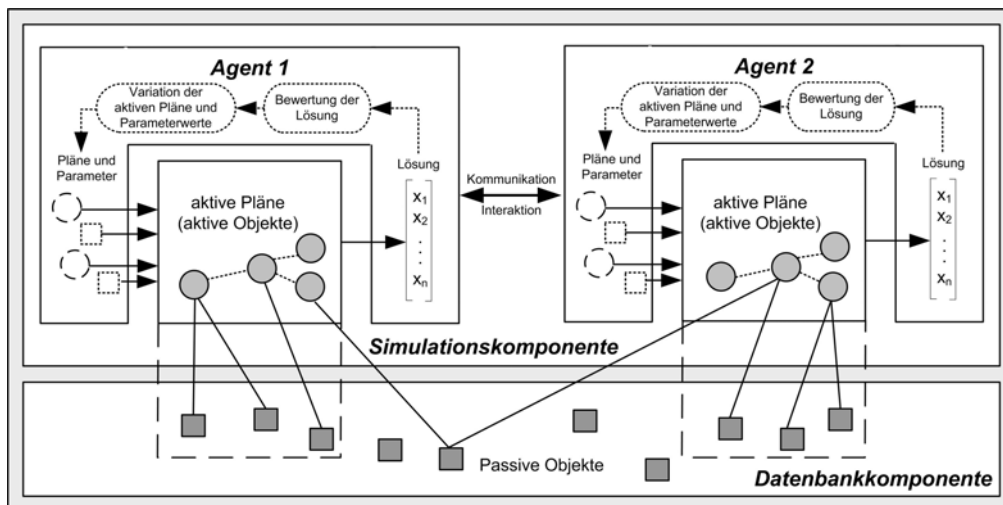 Agent 1
Variation der
aktiven Pläne und
Parameterwerte
Bewertung der
Lösung
Pläne und
Parameter
Lösung
aktive Pläne
(aktive Objekte)
x1
x2
.
.
.
xn
Kommunikation
Interaktion
Agent 2
Variation der
aktiven Pläne und
Parameterwerte
Bewertung der
Lösung
Pläne und
Parameter
Lösung
aktive Pläne
(aktive Objekte)
x1
x2
.
.
.
xn
Simulationskomponente
Passive Objekte
Datenbankkomponente